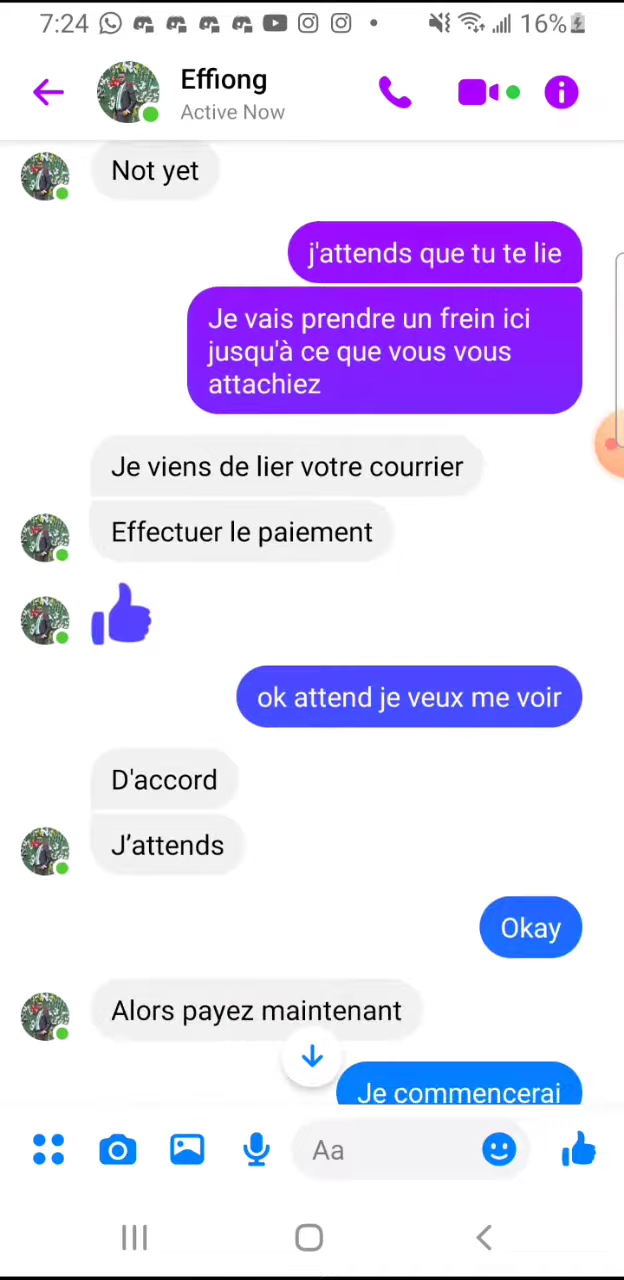 7:24
16%
Effiong
Active Now
Not yet
j'attends que tu te lie
Je vais prendre un frein ici
jusqu'à ce que vous vous
attachiez
Je viens de lier votre courrier
Effectuer le paiement
ok attend je veux me voir
D'accord
J’attends
Okay
Alors payez maintenant
Je commencerai
Aa